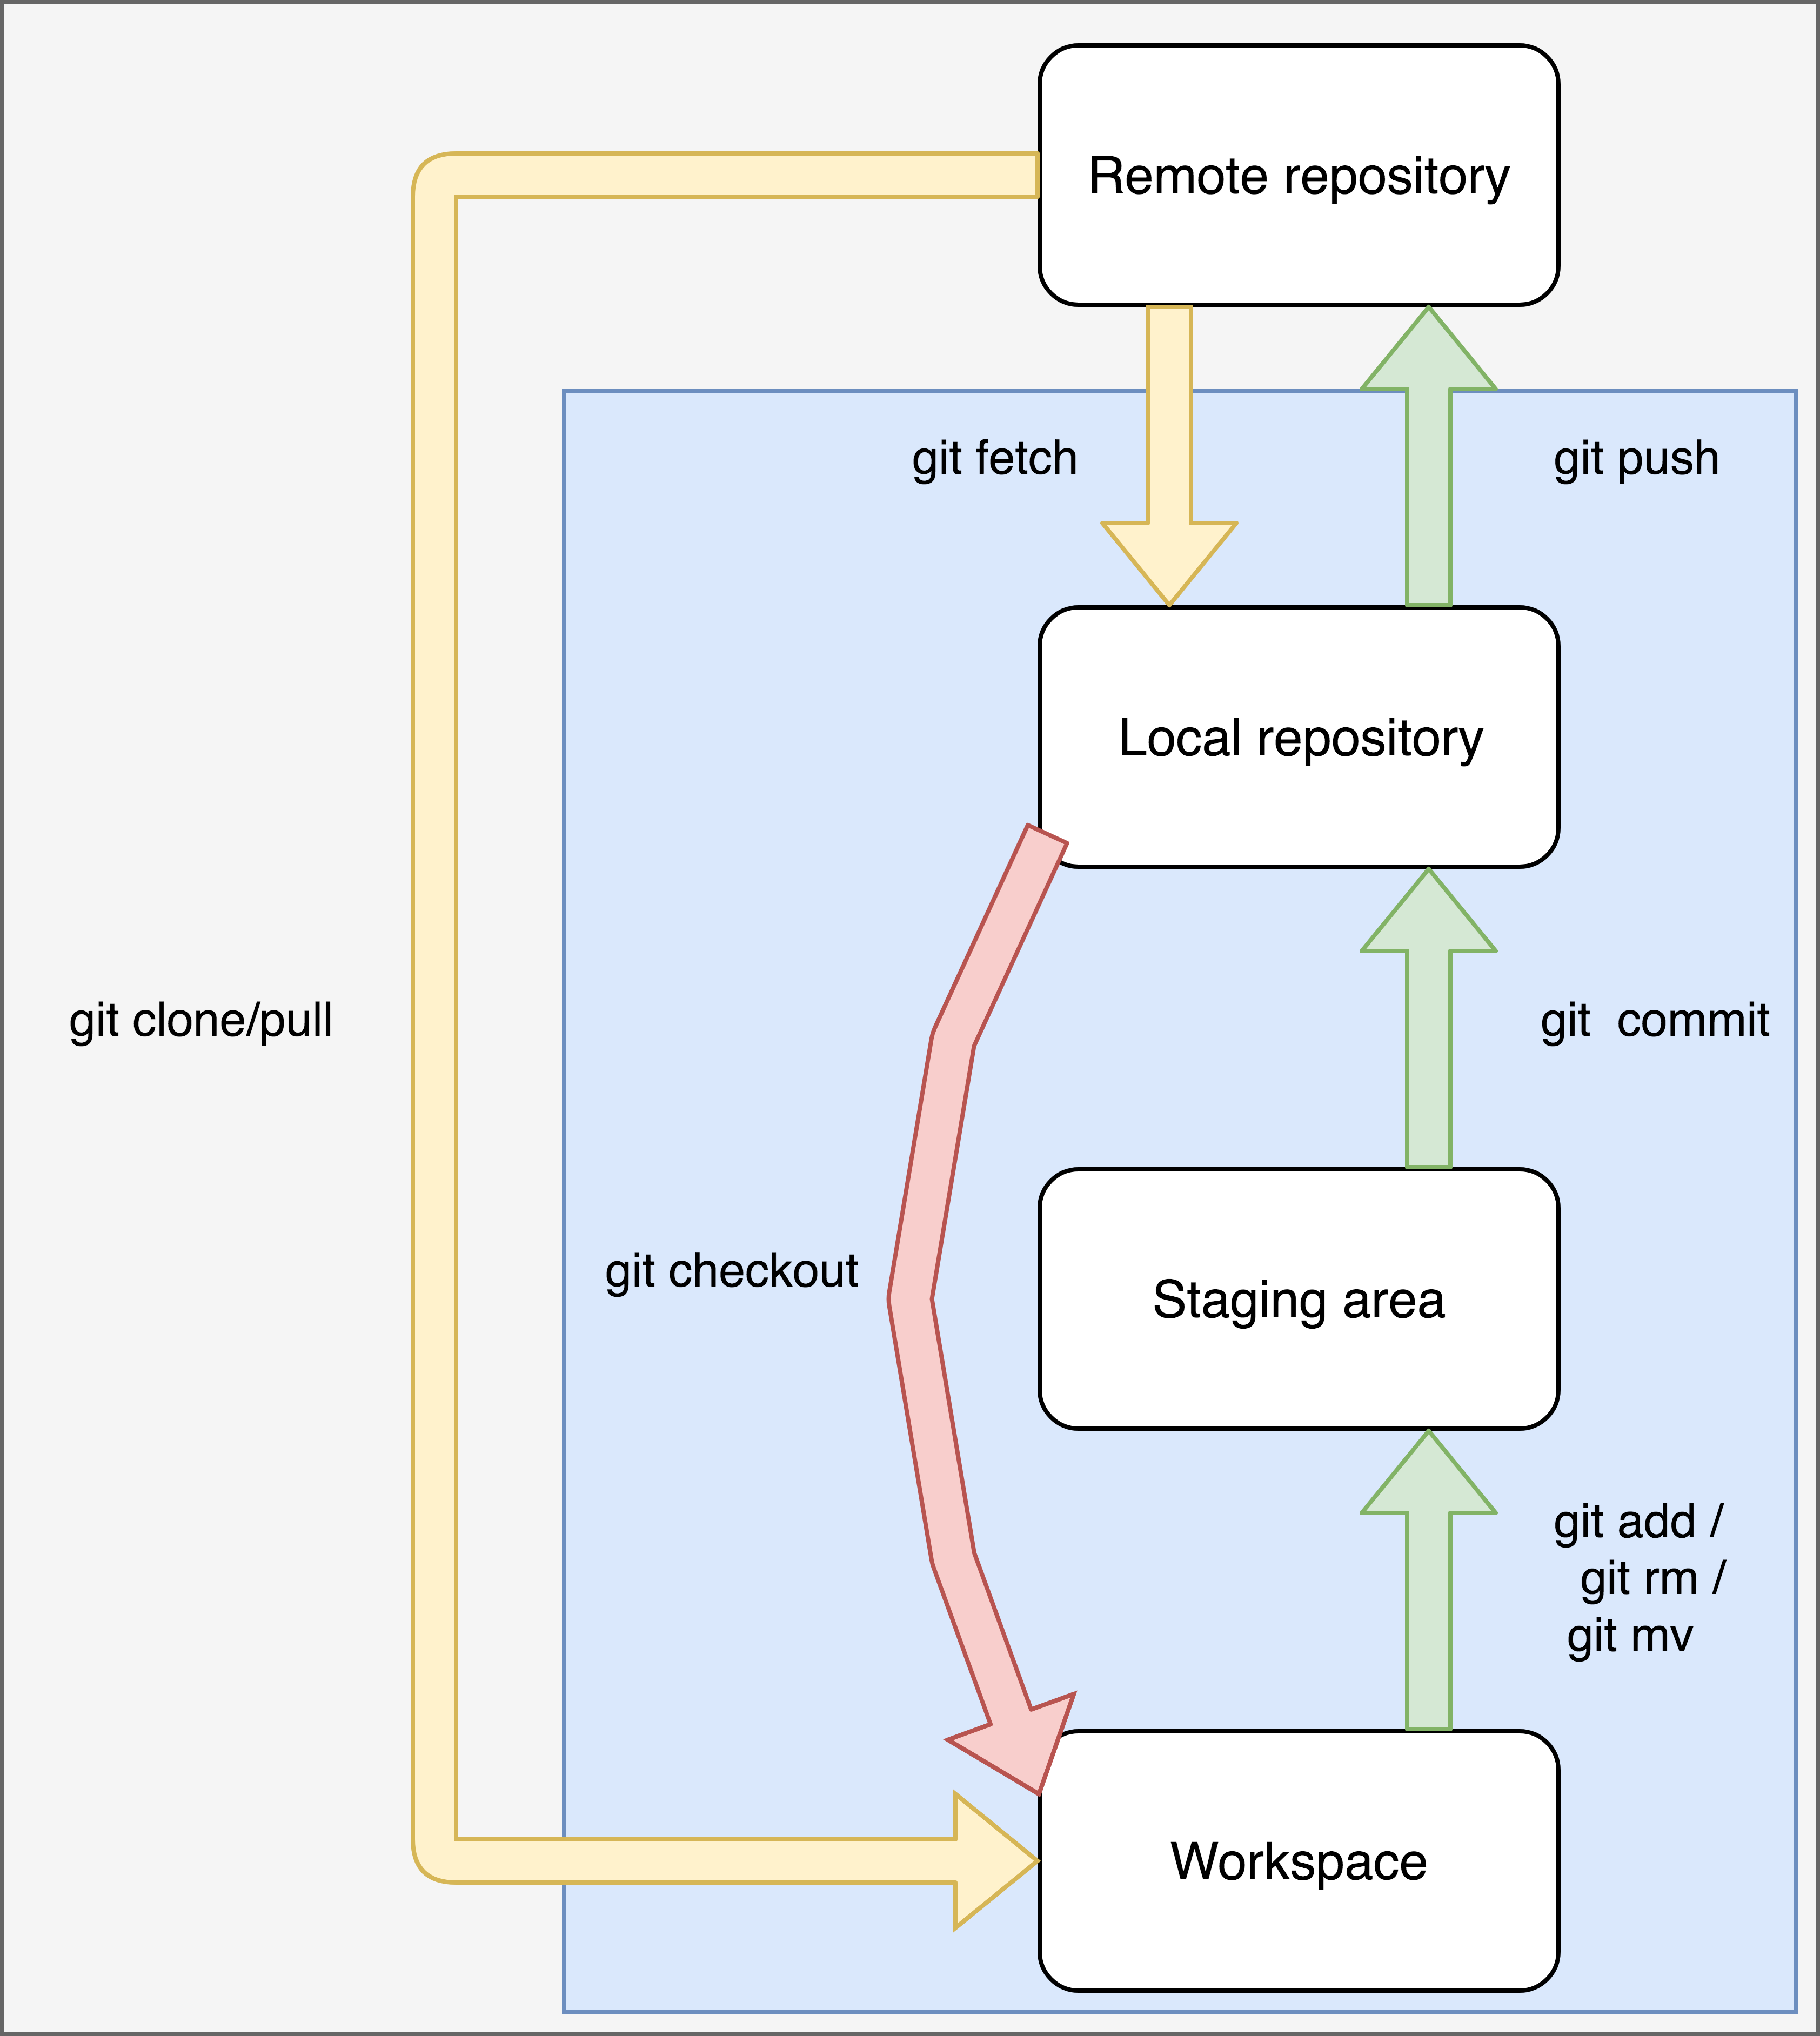 Remote repository
git fetch
git push
Local repository
git clone/pull
git  commit
git checkout
Staging area
git add /
git rm /
git mv
Workspace